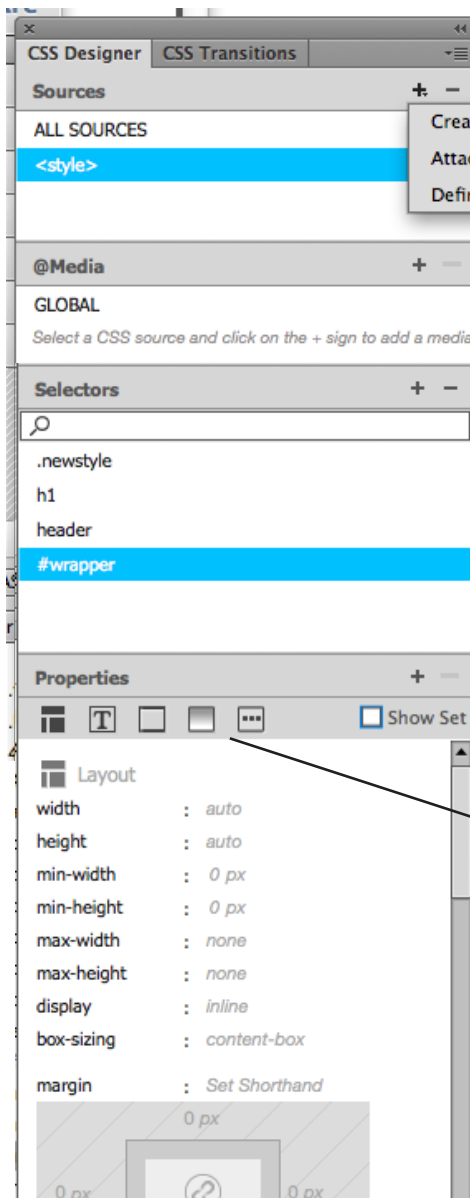 CSS Designer CSS Transitions
Sources
ALL SOURCES
<style>
Crea
Attac
Defin
@Media
GLOBAL
Select a CSS source and click on the + sign to add a media
Selectors
.newstyle
h1
header
#wrapper
Properties
T Show Set
Layout
width : auto
height : auto
min-width : 0 px
min-height : 0 px
max-width : none
max-height : none
display : inline
box-sizing : content-box
margin : Set Shorthand
0 px
0 px 0 px